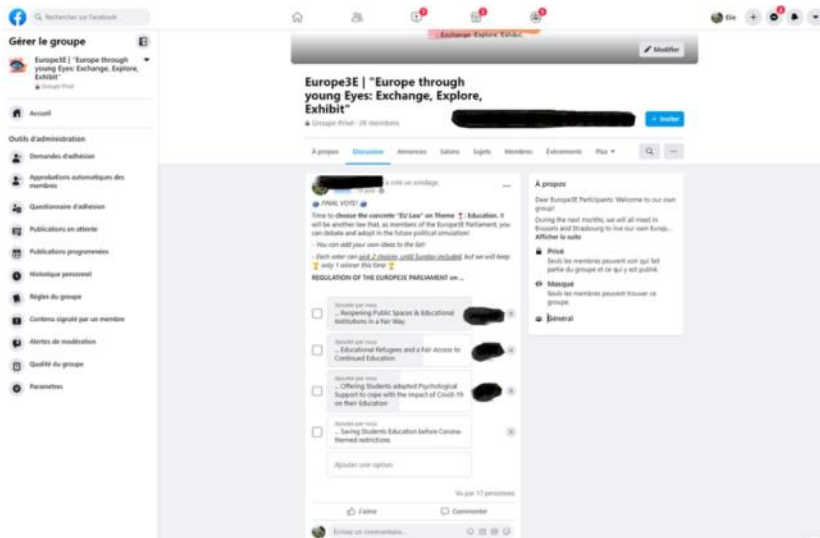 Rechercher sur Facebook
7
2
5
Elie
2
Gérer le groupe
Europe3E | "Europe through
young Eyes: Exchange, Explore,
Exhibit"
Groupe Privé
Accueil
Outils d'administration
Demandes d'adhésion
Approbations automatiques des
membres
Questionnaire d'adhésion
Publications en attente
Publications programmées
Historique personnel
Règles du groupe
Contenu signalé par un membre
Alertes de modération
Qualité du groupe
Paramètres
Exchange. Explore. Exhibit.
Modifier
Europe3E | "Europe through
young Eyes: Exchange, Explore,
Exhibit"
Groupe Privé · 26 membres
+ Inviter
À propos
Discussion
Annonces
Salons
Sujets
Membres
Événements
Plus
a créé un sondage.
FINAL VOTE!
Time to choose the concrete "EU Law" on Theme : Education. It
will be another law that, as members of the Europe3E Parliament, you
can debate and adopt in the future political simulation!
- You can add your own ideas to the list!
- Each voter can pick 2 choices, until Sunday included, but we will keep
only 1 winner this time
REGULATION OF THE EUROPE3E PARLIAMENT on ...
Ajoutée par vous
... Reopening Public Spaces & Educational
Institutions in a Fair Way
Ajoutée par vous
... Educational Refugees and a Fair Access to
Continued Education
Ajoutée par vous
... Offering Students adapted Psychological
Support to cope with the impact of Covid-19
on their Education
Ajoutée par vous
... Saving Students Education before Corona-
themed restrictions
Ajouter une option
Vu par 17 personnes
J'aime
Commenter
Écrivez un commentaire...
À propos
Dear Europe3E Participants: Welcome to our own
group!
During the next months, we will all meet in
Brussels and Strasbourg to live our own Europ...
Afficher la suite
Privé
Seuls les membres peuvent voir qui fait
partie du groupe et ce qui y est publié.
Masqué
Seuls les membres peuvent trouver ce
groupe.
Général